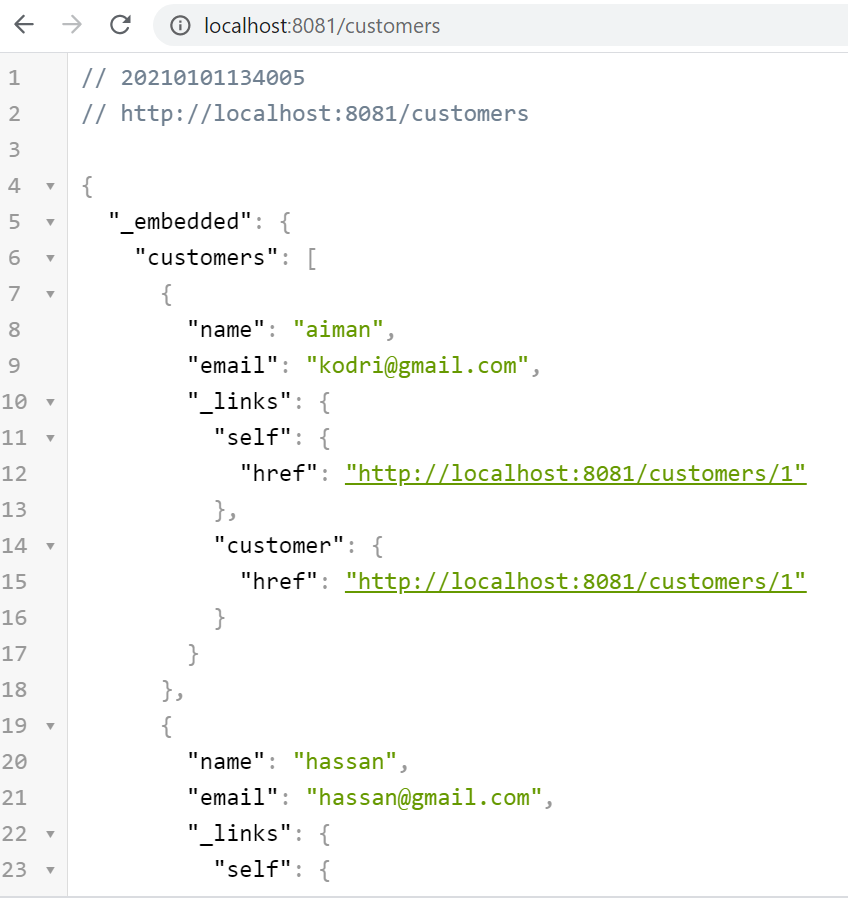 localhost:8081/customers
1 // 20210101134005
2 // http://localhost:8081/customers
3
4 {
5 "_embedded": {
6 "customers": [
7 {
8 "name": "aiman",
9 "email": "kodri@gmail.com",
10 "_links": {
11 "self": {
12 "href": "http://localhost:8081/customers/1"
13 },
14 "customer": {
15 "href": "http://localhost:8081/customers/1"
16 }
17 }
18 },
19 {
20 "name": "hassan",
21 "email": "hassan@gmail.com",
22 "_links": {
23 "self": {